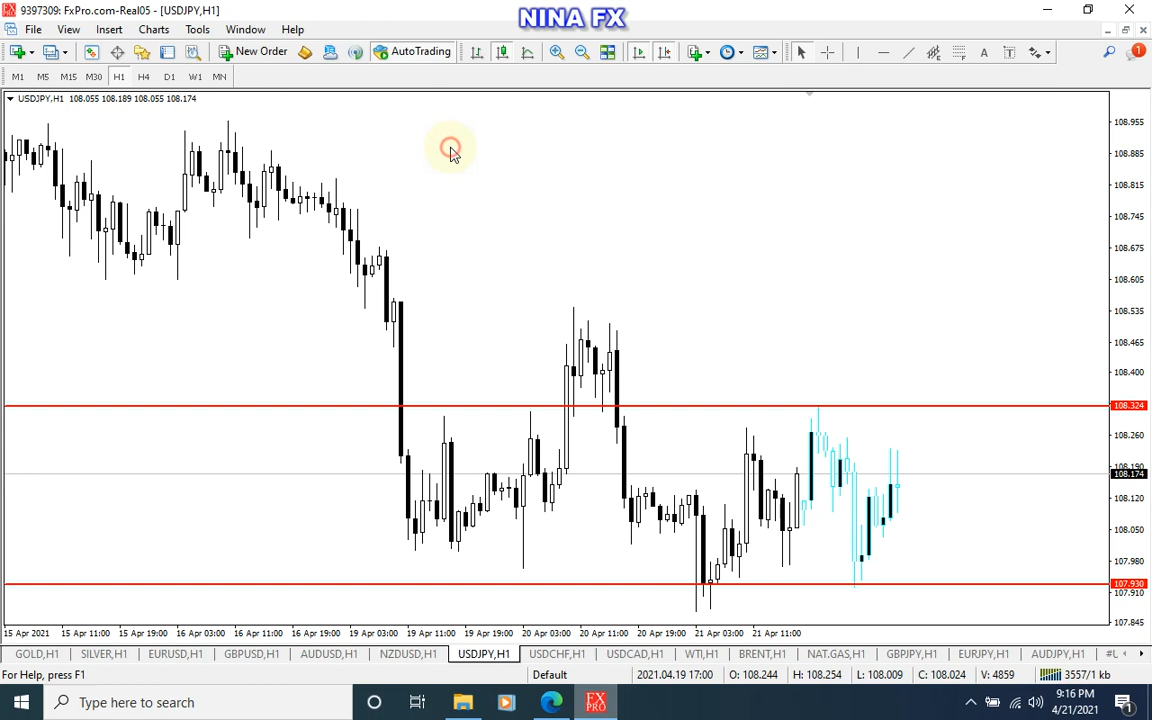 9397309: FxPro.com-Real05 - [USDJPY,H1]
NINA FX
File View Insert Charts Tools Window Help
New Order AutoTrading A T 1
M1 M5 M15 M30 H1 H4 D1 W1 MN
USDJPY,H1 108.055 108.189 108.055 108.174
108.955
108.885
108.815
108.745
108.675
108.605
108.535
108.465
108.400
108.324
108.260
108.190
108.174
108.120
108.050
107.980
107.930
107.910
107.845
15 Apr 2021 15 Apr 11:00 15 Apr 19:00 16 Apr 03:00 16 Apr 11:00 16 Apr 19:00 19 Apr 03:00 19 Apr 11:00 19 Apr 19:00 20 Apr 03:00 20 Apr 11:00 20 Apr 19:00 21 Apr 03:00 21 Apr 11:00
GOLD,H1 SILVER,H1 EURUSD,H1 GBPUSD,H1 AUDUSD,H1 NZDUSD,H1 USDJPY,H1 USDCHF,H1 USDCAD,H1 WTI,H1 BRENT,H1 NAT.GAS,H1 GBPJPY,H1 EURJPY,H1 AUDJPY,H1 #U
For Help, press F1 Default 2021.04.19 17:00 O: 108.244 H: 108.254 L: 108.009 C: 108.024 V: 4859 3557/1 kb
Type here to search
FX PRO
9:16 PM
4/21/2021
1